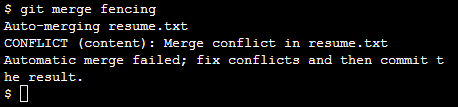 $ git merge fencing
Auto-merging resume.txt
CONFLICT (content): Merge conflict in resume.txt
Automatic merge failed; fix conflicts and then commit t
he result.
$